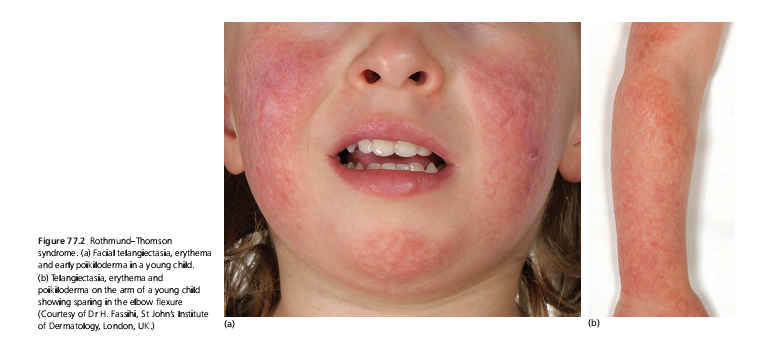 Figure 77.2 Rothmund–Thomson
syndrome. (a) Facial telangiectasia, erythema
and early poikiloderma in a young child.
(b) Telangiectasia, erythema and
poikiloderma on the arm of a young child
showing sparing in the elbow flexure
(Courtesy of Dr H. Fassihi, St John's Institute
of Dermatology, London, UK.)
(a)
(b)